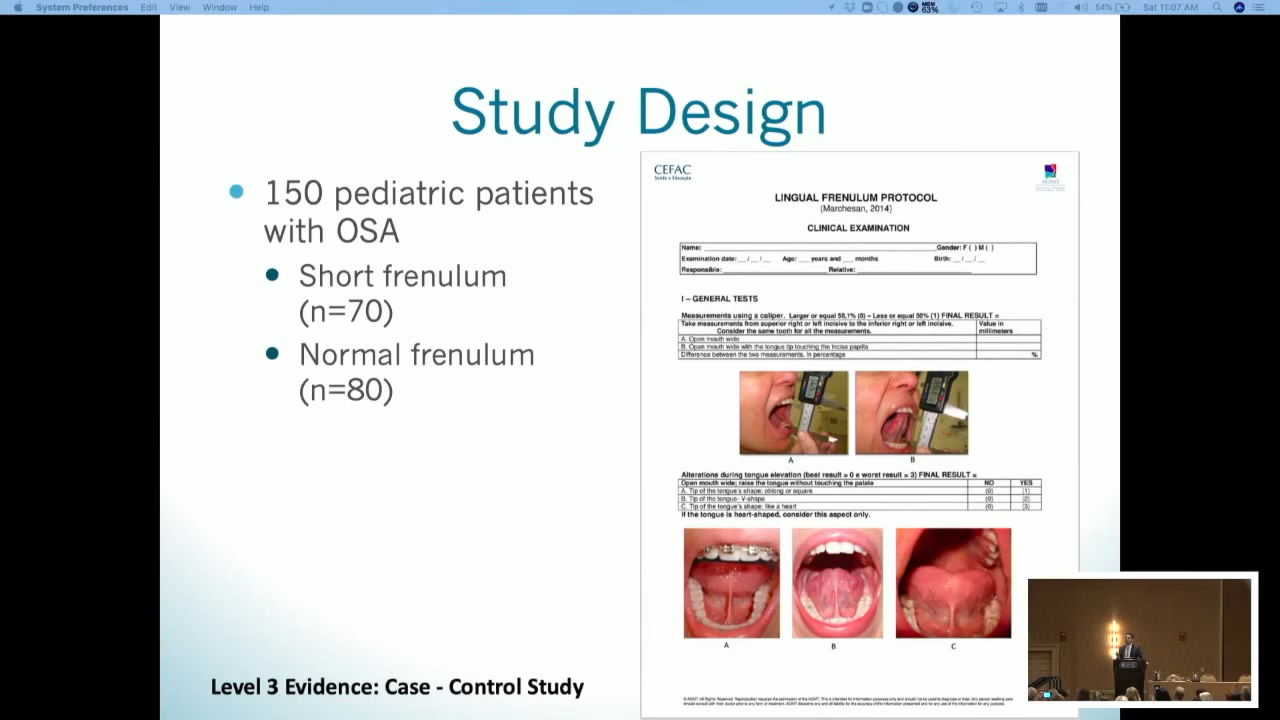 System Preferences Edit View Window Help
MEM
63%
54%
Sat 11:07 AM
Study Design
150 pediatric patients
with OSA
Short frenulum
(n=70)
Normal frenulum
(n=80)
Level 3 Evidence: Case - Control Study
CEFAC
Saúde e Educação
LINGUAL FRENULUM PROTOCOL
(Marchesan, 2014)
CLINICAL EXAMINATION
Name: Gender: F ( ) M ( )
Examination date: __/__/__ Age: ___ years and ___ months Birth: __/__/__
Responsible: Relative:
I – GENERAL TESTS
Measurements using a caliper. Larger or equal 50,1% (0) – Less or equal 50% (1) FINAL RESULT =
Take measurements from superior right or left incisive to the inferior right or left incisive. Value in
Consider the same tooth for all the measurements. millimeters
A. Open mouth wide
B. Open mouth wide with the tongue tip touching the incise papilla
Difference between the two measurements, in percentage %
A B
Alterations during tongue elevation (best result = 0 e worst result = 3) FINAL RESULT =
Open mouth wide; raise the tongue without touching the palate NO YES
A. Tip of the tongue's shape: oblong or square (0) (1)
B. Tip of the tongue- V-shape (0) (2)
C. Tip of the tongue's shape: like a heart (0) (3)
If the tongue is heart-shaped, consider this aspect only.
A B C